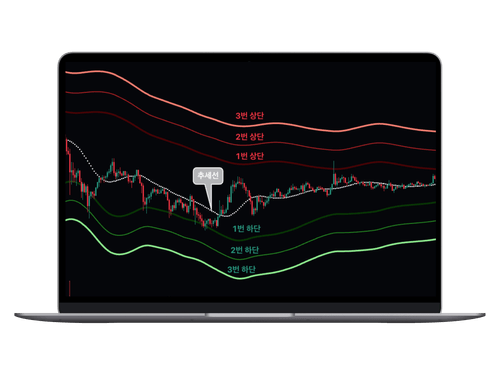 3번 상단
2번 상단
1번 상단
추세선
1번 하단
2번 하단
3번 하단